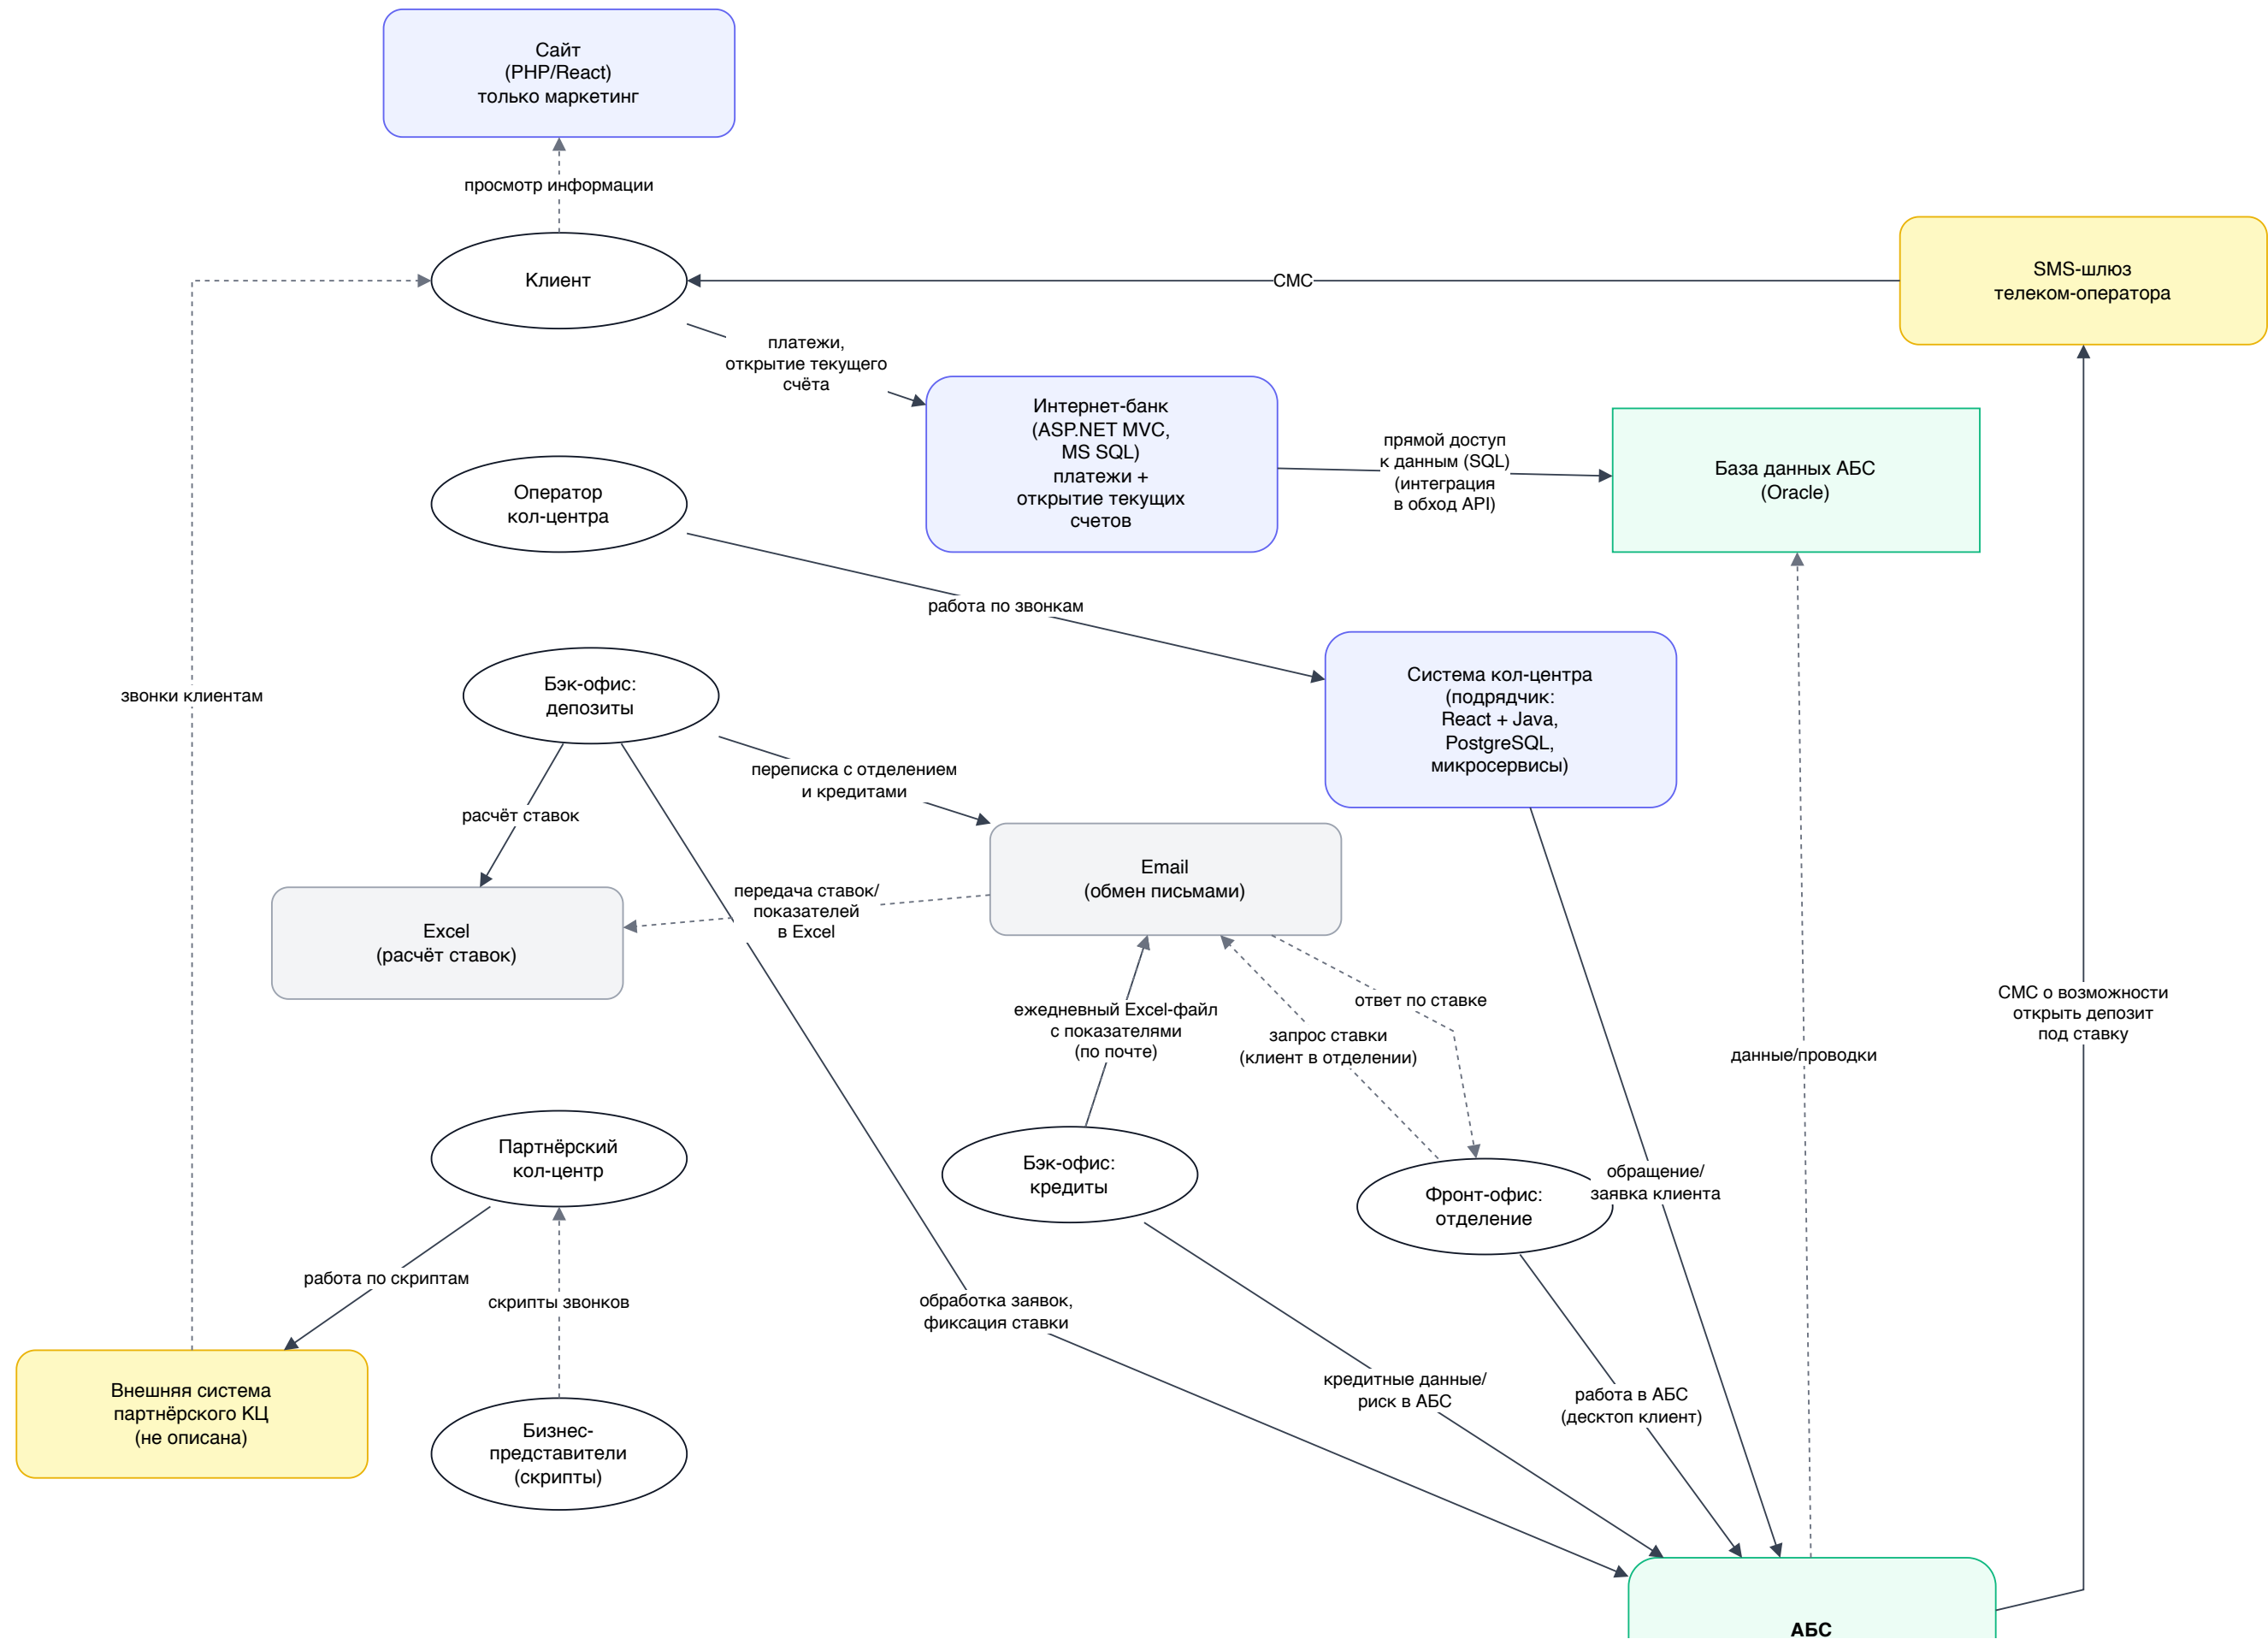 Сайт
(PHP/React)
только маркетинг
просмотр информации
Клиент
СМС
SMS-шлюз
телеком-оператора
платежи,
открытие текущего
счёта
Интернет-банк
(ASP.NET MVC,
MS SQL)
платежи +
открытие текущих
счетов
прямой доступ
к данным (SQL)
(интеграция
в обход API)
База данных АБС
(Oracle)
Оператор
кол-центра
работа по звонкам
Система кол-центра
(подрядчик:
React + Java,
PostgreSQL,
микросервисы)
звонки клиентам
Бэк-офис:
депозиты
переписка с отделением
и кредитами
расчёт ставок
Email
(обмен письмами)
передача ставок/
показателей
в Excel
Excel
(расчёт ставок)
ежедневный Excel-файл
с показателями
(по почте)
ответ по ставке
запрос ставки
(клиент в отделении)
СМС о возможности
открыть депозит
под ставку
данные/проводки
Партнёрский
кол-центр
Бэк-офис:
кредиты
Фронт-офис:
отделение
обращение/
заявка клиента
работа по скриптам
скрипты звонков
обработка заявок,
фиксация ставки
кредитные данные/
риск в АБС
работа в АБС
(десктоп клиент)
Внешняя система
партнёрского КЦ
(не описана)
Бизнес-
представители
(скрипты)
АБС